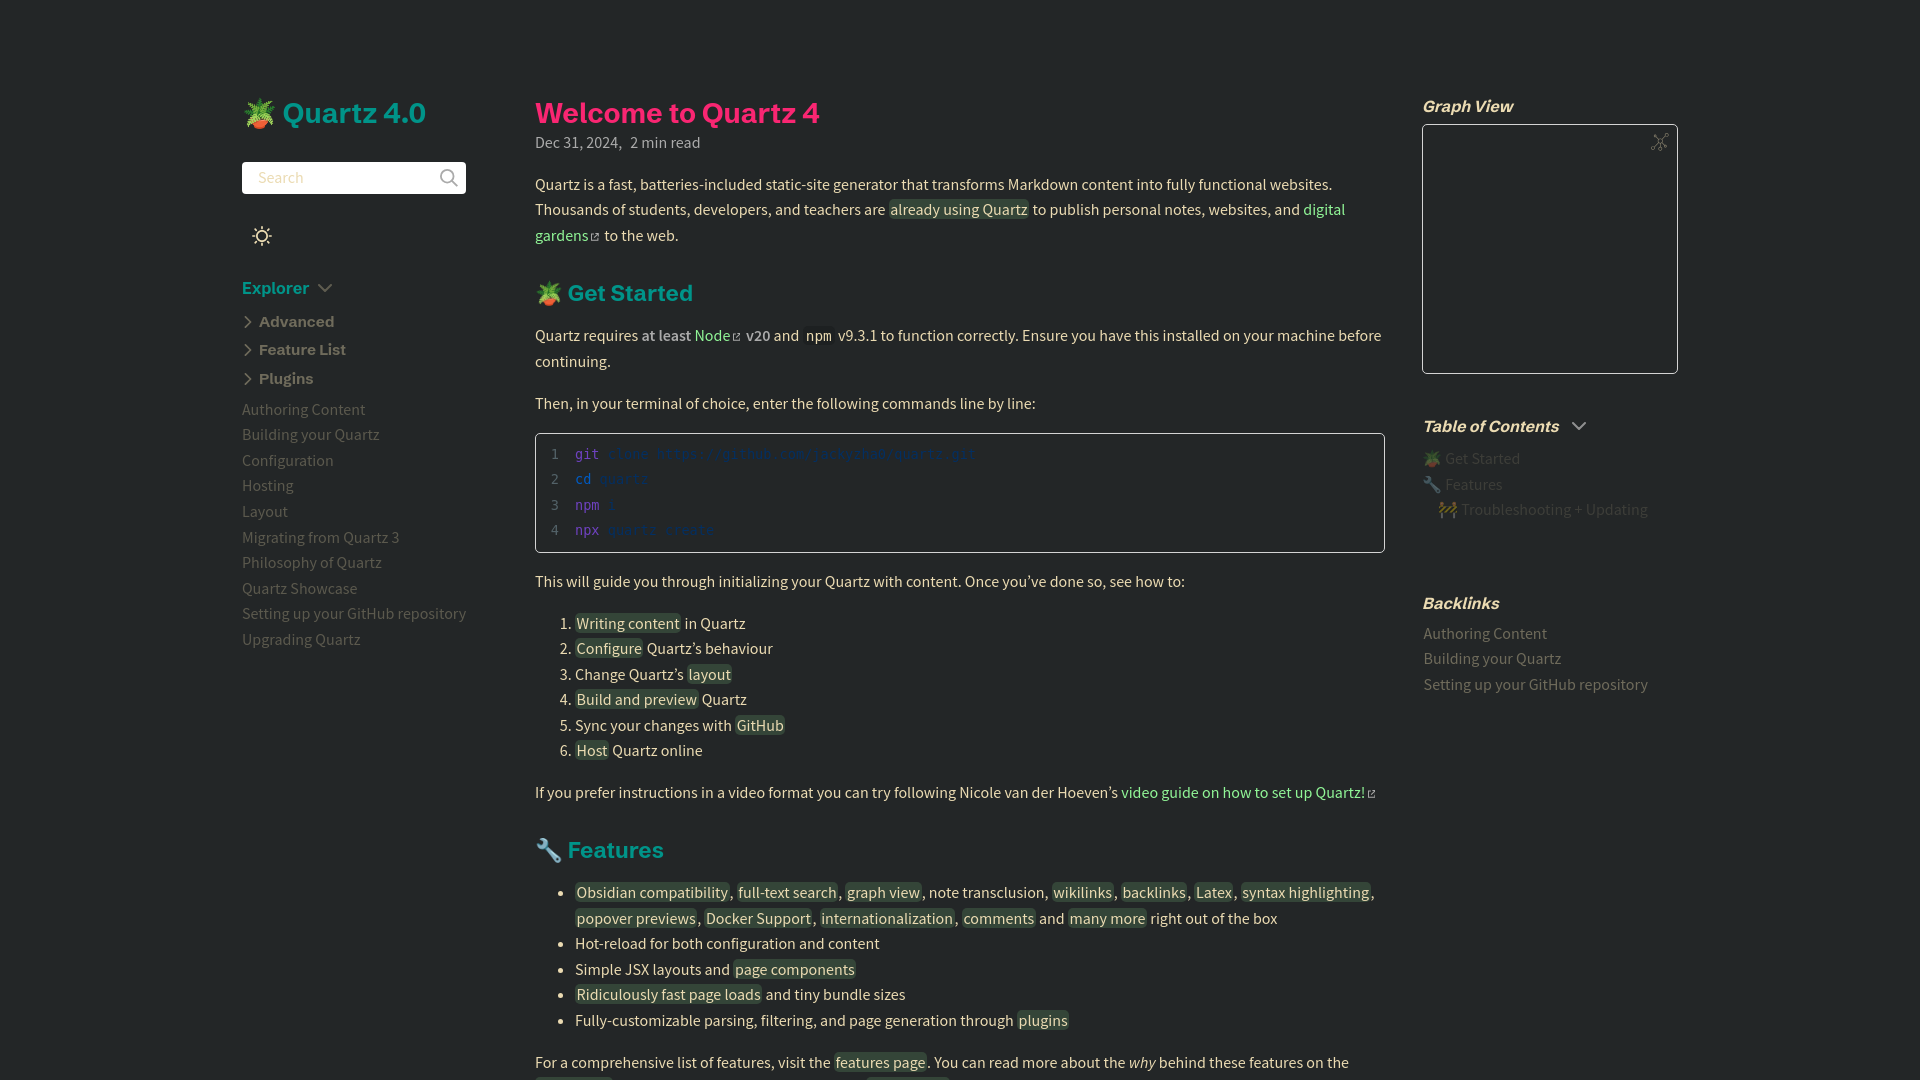 Quartz 4.0
Search
Explorer
Advanced
Feature List
Plugins
Authoring Content
Building your Quartz
Configuration
Hosting
Layout
Migrating from Quartz 3
Philosophy of Quartz
Quartz Showcase
Setting up your GitHub repository
Upgrading Quartz
Welcome to Quartz 4
Dec 31, 2024, 2 min read
Quartz is a fast, batteries-included static-site generator that transforms Markdown content into fully functional websites.
Thousands of students, developers, and teachers are already using Quartz to publish personal notes, websites, and digital
gardens to the web.
Get Started
Quartz requires at least Node v20 and npm v9.3.1 to function correctly. Ensure you have this installed on your machine before
continuing.
Then, in your terminal of choice, enter the following commands line by line:
1 git
2 cd
3 npm
4 npx
This will guide you through initializing your Quartz with content. Once you’ve done so, see how to:
1. Writing content in Quartz
2. Configure Quartz’s behaviour
3. Change Quartz’s layout
4. Build and preview Quartz
5. Sync your changes with GitHub
6. Host Quartz online
If you prefer instructions in a video format you can try following Nicole van der Hoeven’s video guide on how to set up Quartz!
Features
• Obsidian compatibility, full-text search, graph view, note transclusion, wikilinks, backlinks, Latex, syntax highlighting,
popover previews, Docker Support, internationalization, comments and many more right out of the box
• Hot-reload for both configuration and content
• Simple JSX layouts and page components
• Ridiculously fast page loads and tiny bundle sizes
• Fully-customizable parsing, filtering, and page generation through plugins
For a comprehensive list of features, visit the features page. You can read more about the why behind these features on the
Graph View
Table of Contents
Get Started
Features
Troubleshooting + Updating
Backlinks
Authoring Content
Building your Quartz
Setting up your GitHub repository